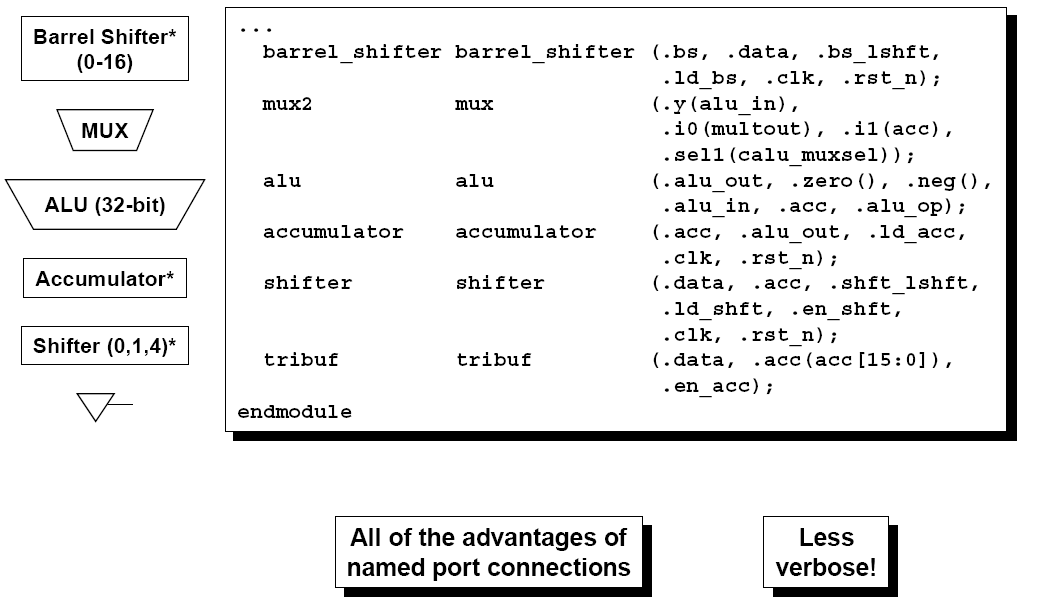 Barrel Shifter*
(0-16)
MUX
ALU (32-bit)
Accumulator*
Shifter (0,1,4)*
...
barrel_shifter barrel_shifter (.bs, .data, .bs_lshft,
.ld_bs, .clk, .rst_n);
mux2 mux (.y(alu_in),
.i0(multout), .i1(acc),
.sel1(calu_muxsel));
alu alu (.alu_out, .zero(), .neg(),
.alu_in, .acc, .alu_op);
accumulator accumulator (.acc, .alu_out, .ld_acc,
.clk, .rst_n);
shifter shifter (.data, .acc, .shft_lshft,
.ld_shft, .en_shft,
.clk, .rst_n);
tribuf tribuf (.data, .acc(acc[15:0]),
.en_acc);
endmodule
All of the advantages of
named port connections
Less
verbose!